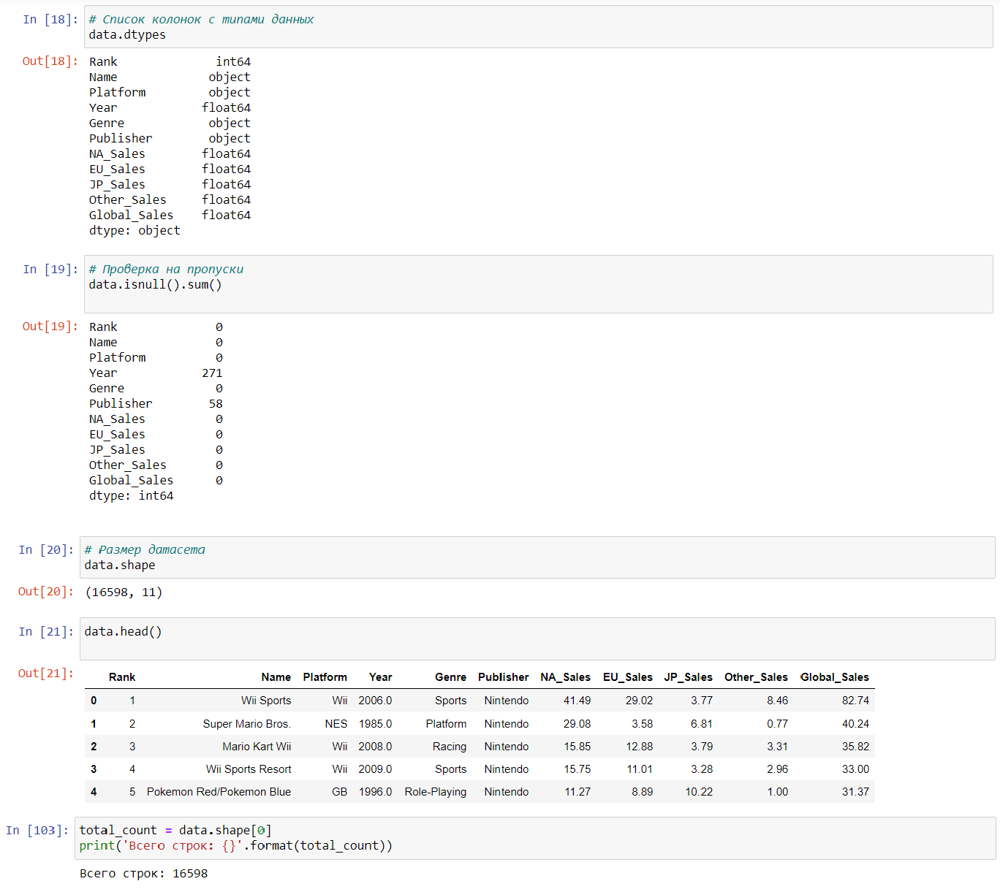 In [18]: # Список колонок с типами данных
data.dtypes
Out[18]: Rank int64
Name object
Platform object
Year float64
Genre object
Publisher object
NA_Sales float64
EU_Sales float64
JP_Sales float64
Other_Sales float64
Global_Sales float64
dtype: object
In [19]: # Проверка на пропуски
data.isnull().sum()
Out[19]: Rank 0
Name 0
Platform 0
Year 271
Genre 0
Publisher 58
NA_Sales 0
EU_Sales 0
JP_Sales 0
Other_Sales 0
Global_Sales 0
dtype: int64
In [20]: # Размер датасета
data.shape
Out[20]: (16598, 11)
In [21]: data.head()
Out[21]:
Rank Name Platform Year Genre Publisher NA_Sales EU_Sales JP_Sales Other_Sales Global_Sales
0 1 Wii Sports Wii 2006.0 Sports Nintendo 41.49 29.02 3.77 8.46 82.74
1 2 Super Mario Bros. NES 1985.0 Platform Nintendo 29.08 3.58 6.81 0.77 40.24
2 3 Mario Kart Wii Wii 2008.0 Racing Nintendo 15.85 12.88 3.79 3.31 35.82
3 4 Wii Sports Resort Wii 2009.0 Sports Nintendo 15.75 11.01 3.28 2.96 33.00
4 5 Pokemon Red/Pokemon Blue GB 1996.0 Role-Playing Nintendo 11.27 8.89 10.22 1.00 31.37
In [103]: total_count = data.shape[0]
print('Всего строк: {}'.format(total_count))
Всего строк: 16598